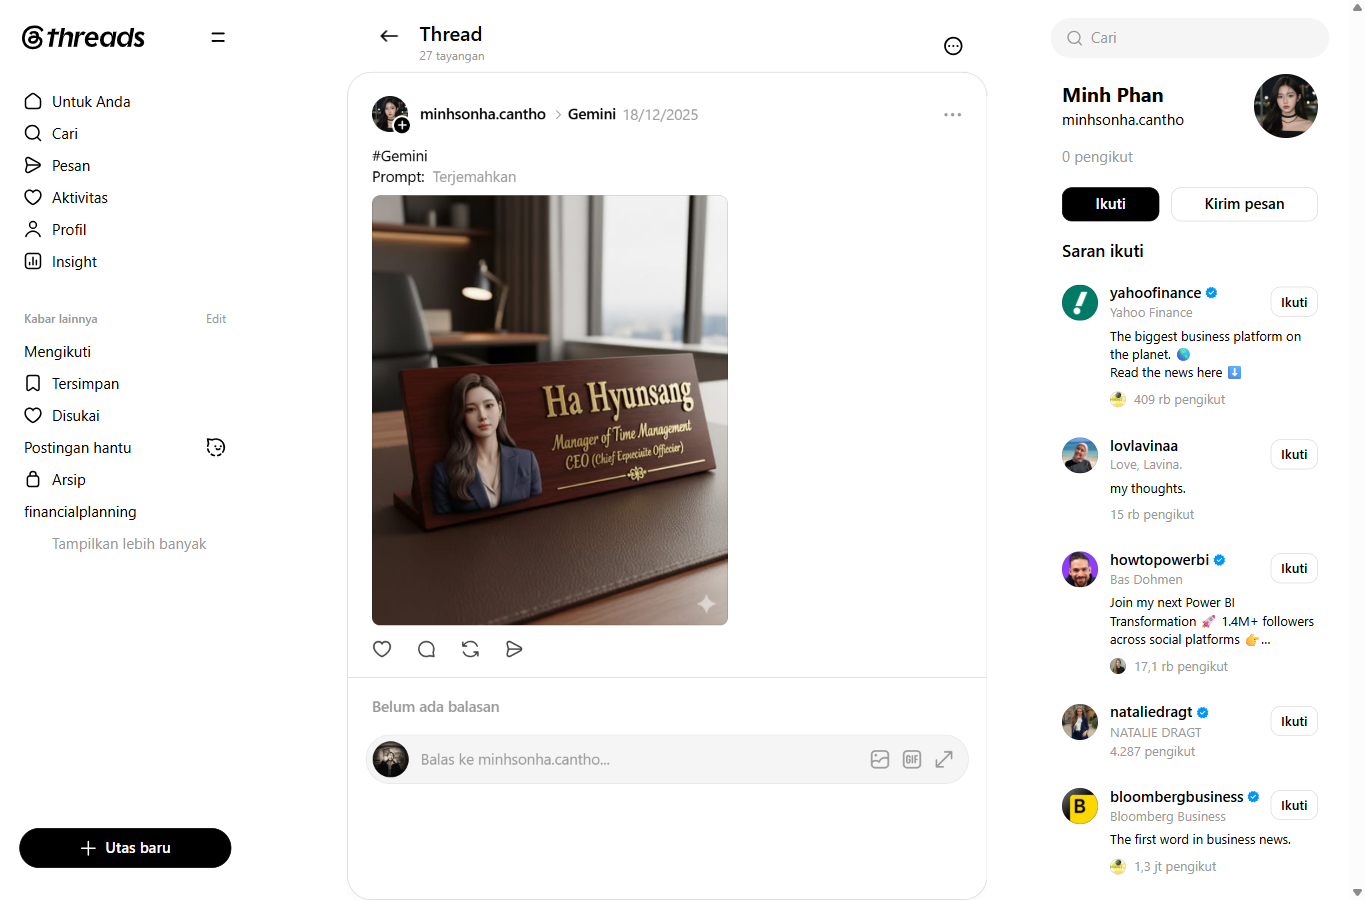 threads
Untuk Anda
Cari
Pesan
Aktivitas
Profil
Insight
Kabar lainnya
Edit
Mengikuti
Tersimpan
Disukai
Postingan hantu
Arsip
financialplanning
Tampilkan lebih banyak
Utas baru
Thread
27 tayangan
minhsonha.cantho > Gemini 18/12/2025
#Gemini
Prompt: Terjemahkan
Ha Hyunsang
Manager of Time Management
CEO (Chief Officier)
Belum ada balasan
Balas ke minhsonha.cantho...
GIF
Cari
Minh Phan
minhsonha.cantho
0 pengikut
Ikuti
Kirim pesan
Saran ikuti
yahoofinance
Ikuti
Yahoo Finance
The biggest business platform on
the planet. 🌎
Read the news here ⬇️
409 rb pengikut
lovlavinaa
Ikuti
Love, Lavina.
my thoughts.
15 rb pengikut
howtopowerbi
Ikuti
Bas Dohmen
Join my next Power BI
Transformation 🚀 1.4M+ followers
across social platforms 👉...
17,1 rb pengikut
nataliedragt
Ikuti
NATALIE DRAGT
4.287 pengikut
B
bloombergbusiness
Ikuti
Bloomberg Business
The first word in business news.
1,3 jt pengikut